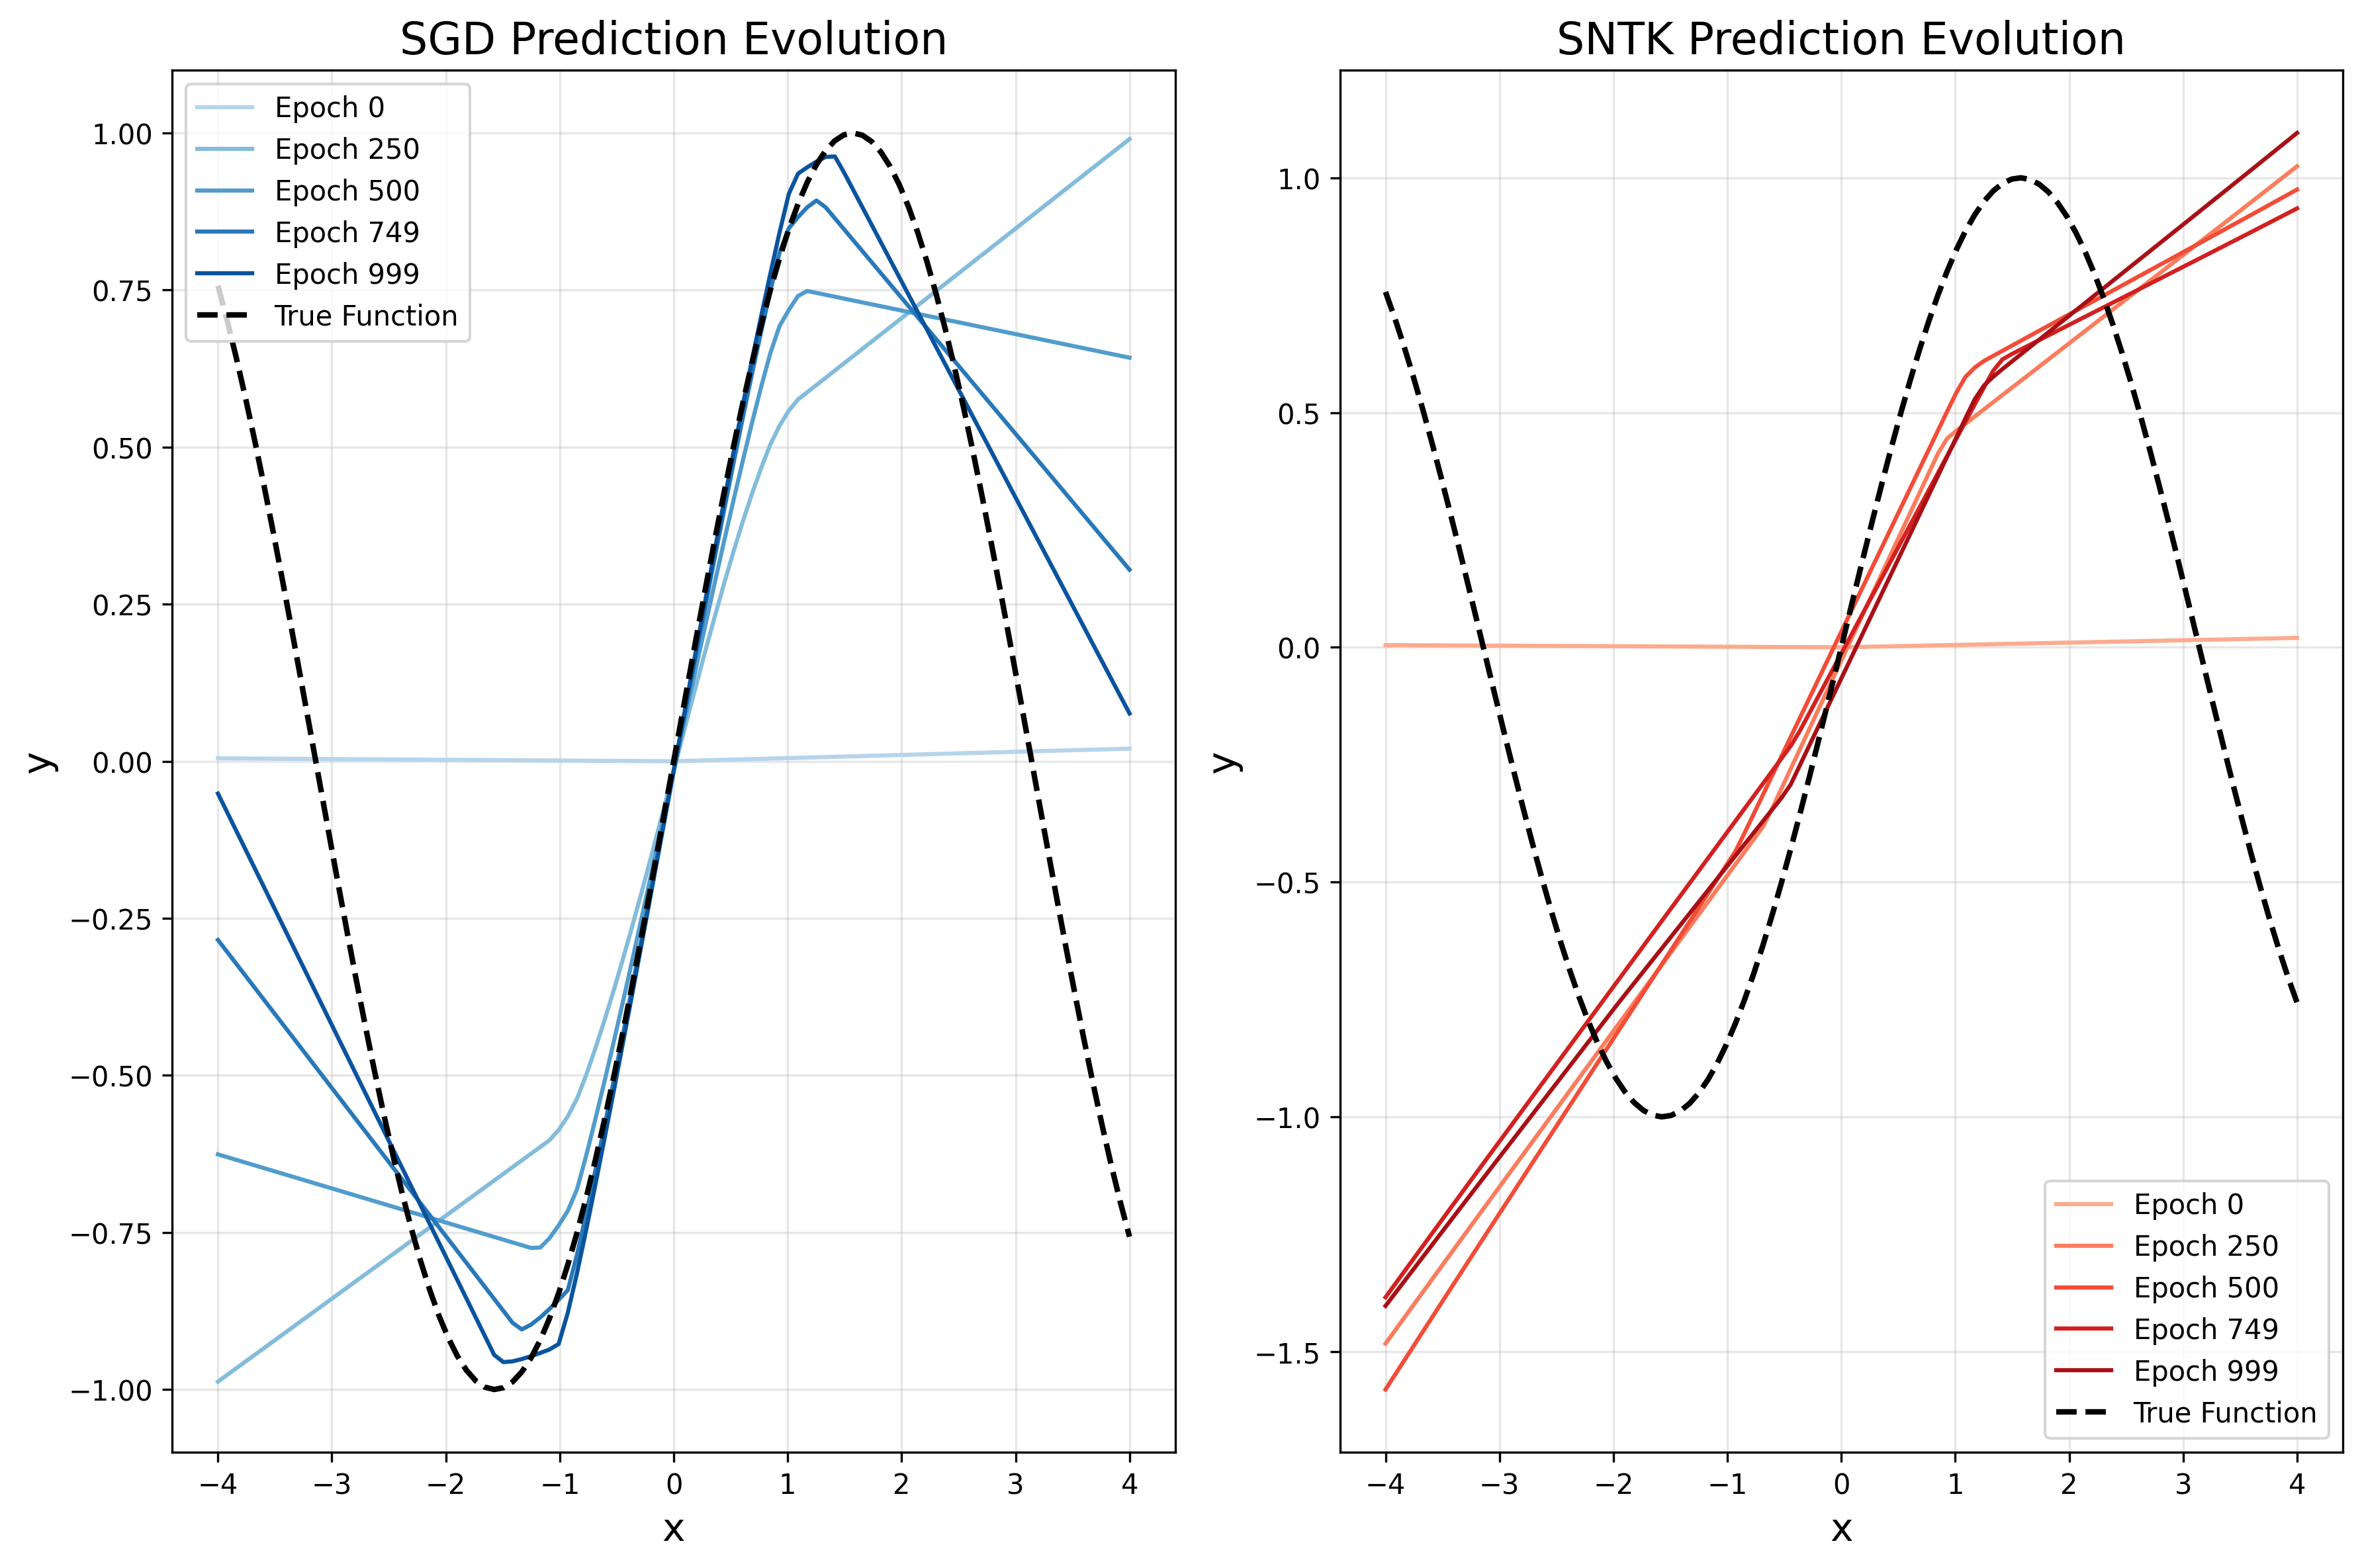 SGD Prediction Evolution
Epoch 0
Epoch 250
Epoch 500
Epoch 749
Epoch 999
True Function
1.00
0.75
0.50
0.25
0.00
−0.25
−0.50
−0.75
−1.00
y
−4 −3 −2 −1 0 1 2 3 4
x
SNTK Prediction Evolution
1.0
0.5
0.0
−0.5
−1.0
−1.5
y
Epoch 0
Epoch 250
Epoch 500
Epoch 749
Epoch 999
True Function
−4 −3 −2 −1 0 1 2 3 4
x